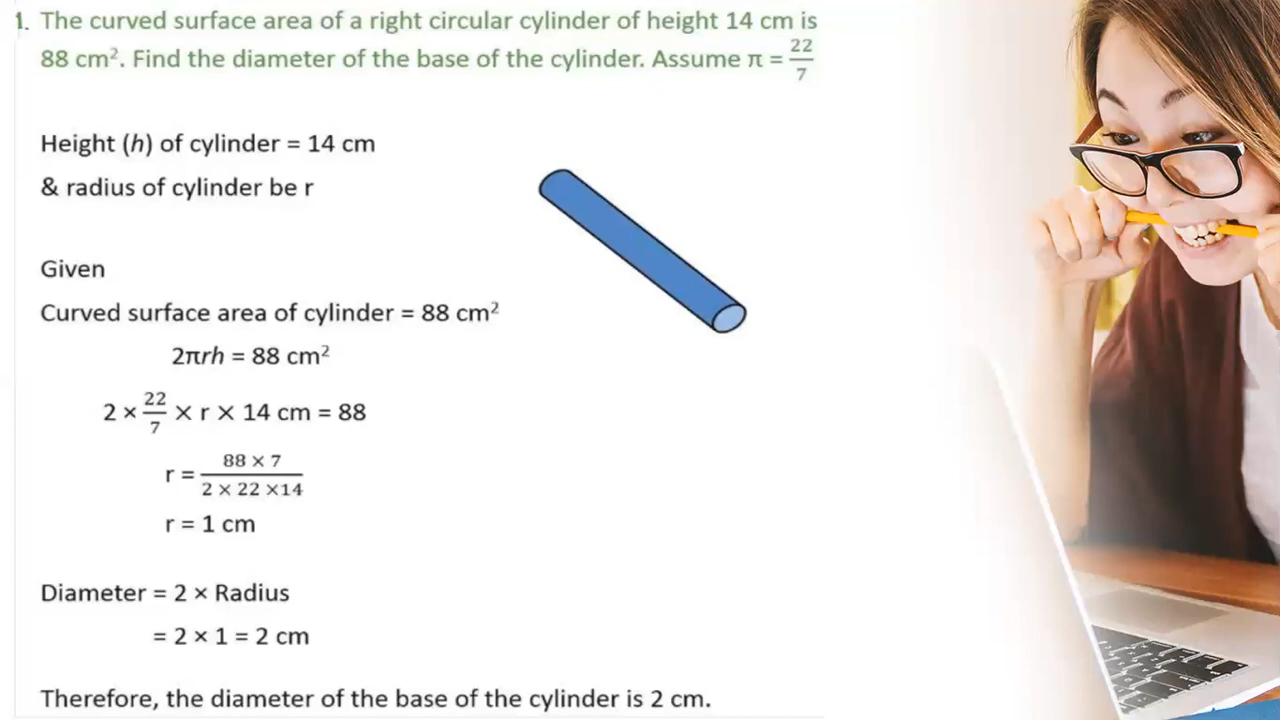 1. The curved surface area of a right circular cylinder of height 14 cm is
88 cm². Find the diameter of the base of the cylinder. Assume π = 22/7
Height (h) of cylinder = 14 cm
& radius of cylinder be r
Given
Curved surface area of cylinder = 88 cm²
2πrh = 88 cm²
2 × 22/7 × r × 14 cm = 88
r = 88 × 7 / 2 × 22 ×14
r = 1 cm
Diameter = 2 × Radius
= 2 × 1 = 2 cm
Therefore, the diameter of the base of the cylinder is 2 cm.